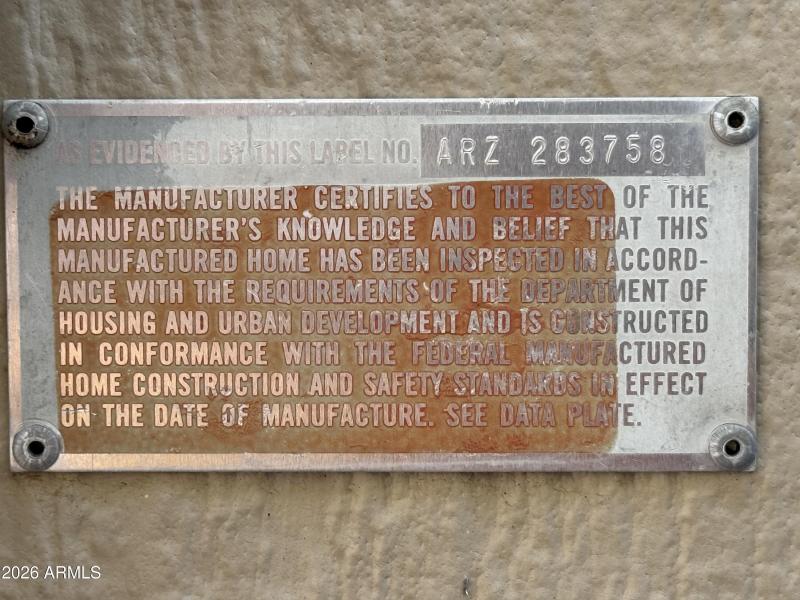 AS EVIDENCED BY THIS LABEL NO. ARZ 283758
THE MANUFACTURER CERTIFIES TO THE BEST OF THE
MANUFACTURER'S KNOWLEDGE AND BELIEF THAT THIS
MANUFACTURED HOME HAS BEEN INSPECTED IN ACCORD-
ANCE WITH THE REQUIREMENTS OF THE DEPARTMENT OF
HOUSING AND URBAN DEVELOPMENT AND IS CONSTRUCTED
IN CONFORMANCE WITH THE FEDERAL MANUFACTURED
HOME CONSTRUCTION AND SAFETY STANDARDS IN EFFECT
ON THE DATE OF MANUFACTURE. SEE DATA PLATE.
2026 ARMLS